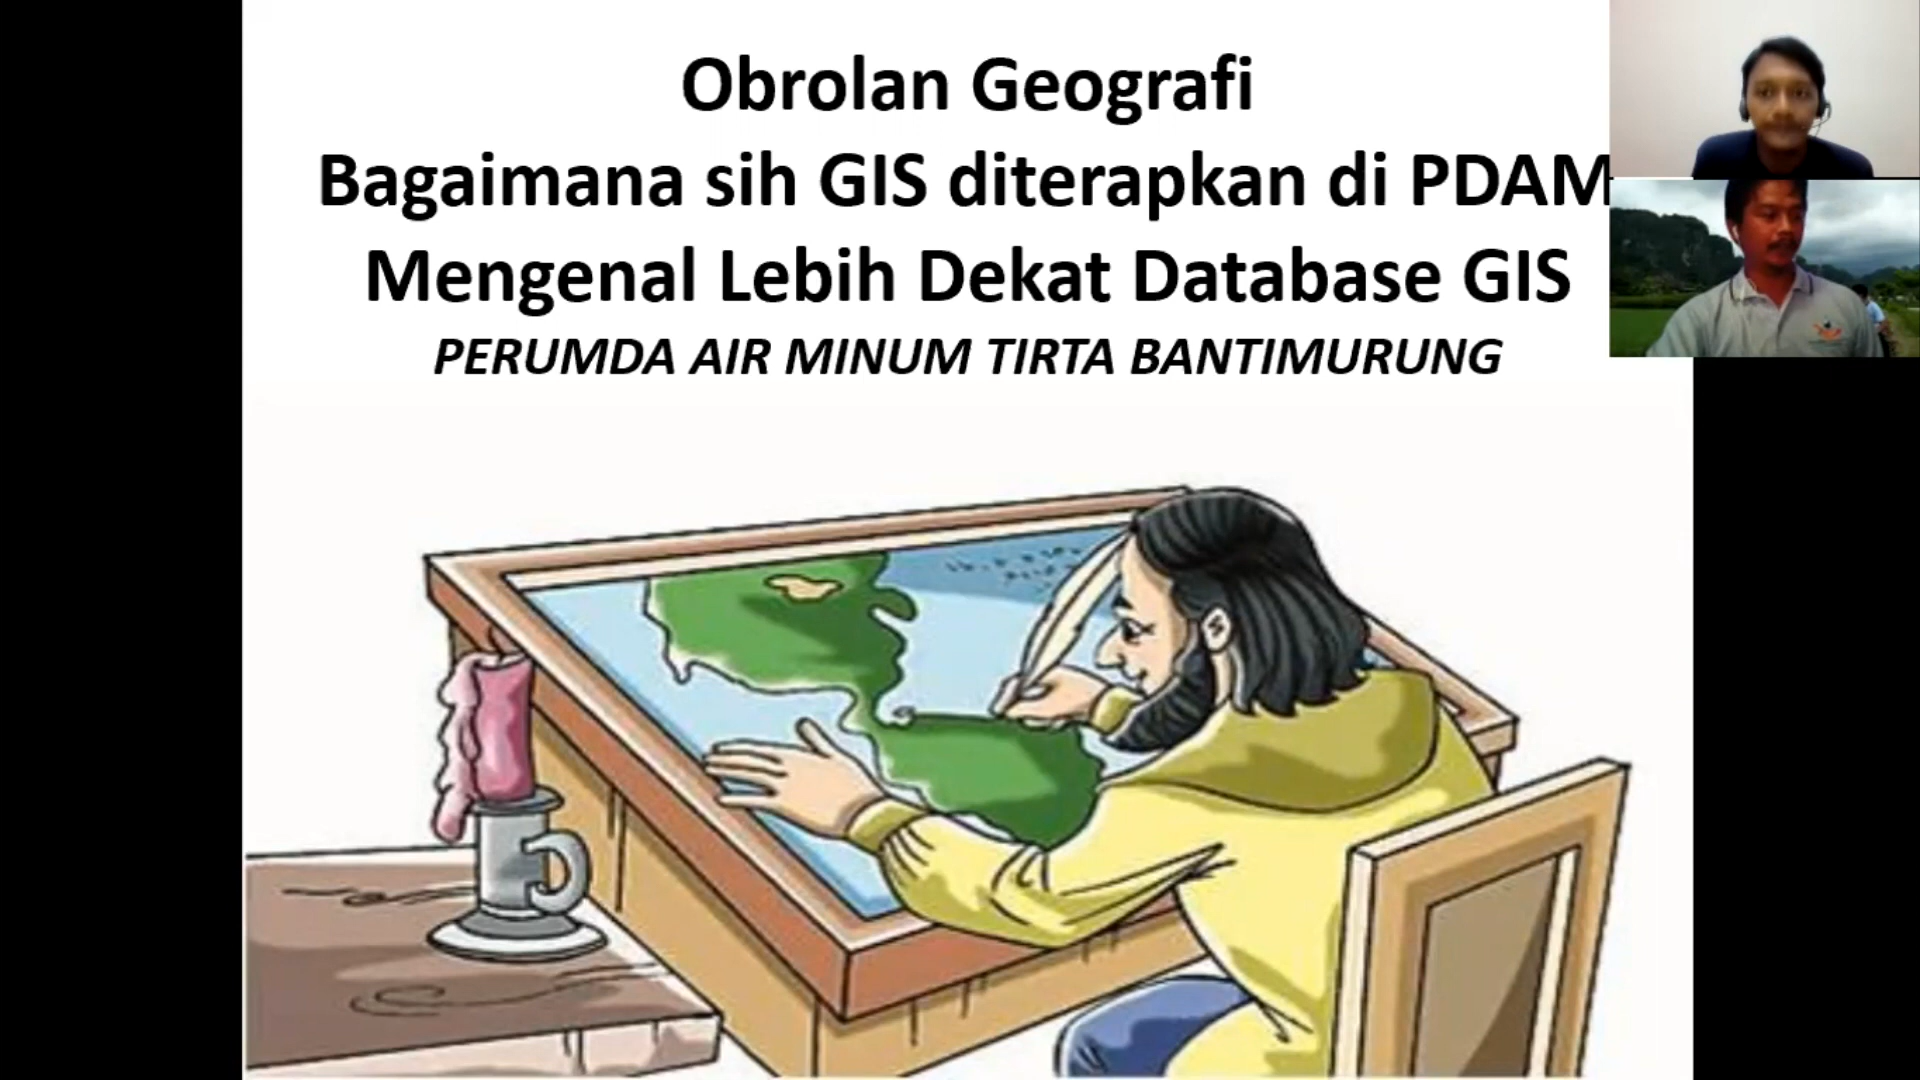 Obrolan Geografi
Bagaimana sih GIS diterapkan di PDAM
Mengenal Lebih Dekat Database GIS
PERUMDA AIR MINUM TIRTA BANTIMURUNG